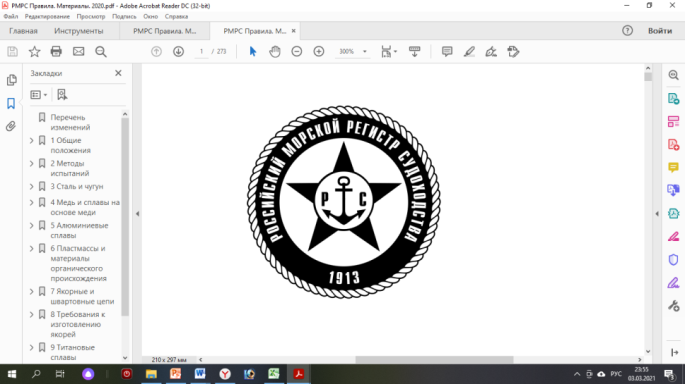 РМРС Правила. Материалы. 2020.pdf - Adobe Acrobat Reader DC (32-bit)
Файл Редактирование Просмотр Подпись Окно Справка
Главная Инструменты РМРС Правила. М... РМРС Правила. М... × Войти
1 / 273 300%
Закладки
Перечень
изменений
1 Общие
положения
2 Методы
испытаний
3 Сталь и чугун
4 Медь и сплавы на
основе меди
5 Алюминиевые
сплавы
6 Пластмассы и
материалы
органического
происхождения
7 Якорные и
швартовные цепи
8 Требования к
изготовлению
якорей
9 Титановые
сплавы
РОССИЙСКИЙ МОРСКОЙ РЕГИСТР СУДОХОДСТВА
Р С
1913
210 x 297 мм
РУС
23:55
03.03.2021